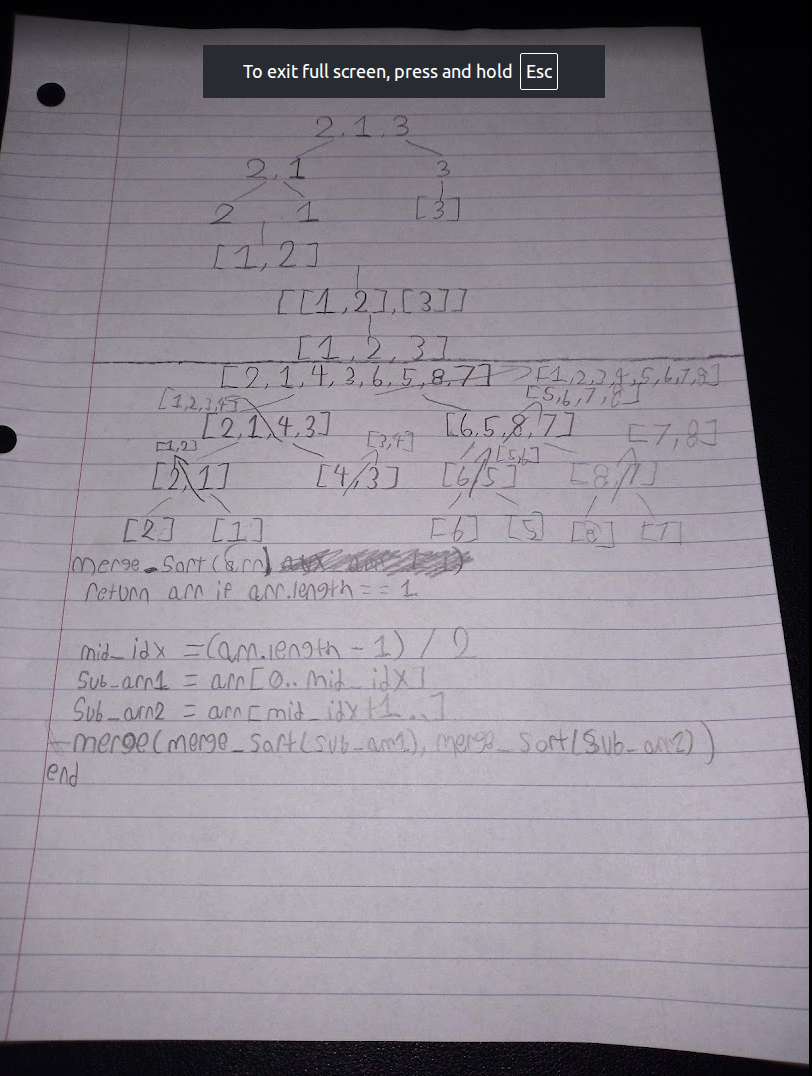 To exit full screen, press and hold Esc
2.1.3
2,1 3
2 , 1 [3]
[1,2]
[[1,2],[3]]
[1,2,3]
[2,1,4,3,6,5,8,7] [1,2,3,4,5,6,7,8]
[1,2,3,4] [5,6,7,8]
[2,1,4,3] [6,5,8,7] [7,8]
[1,2] [3,4] [5,6]
[2,1] [4,3] [6,5] [8,7]
[2] [1] [6] [5] [8] [7]
merge_sort(arr)
return arr if arr.length == 1
mid_idx = (arr.length - 1) / 2
sub_arr1 = arr[0..mid_idx]
sub_arr2 = arr[mid_idx+1..]
merge(merge_sort(sub_arr1), merge_sort(sub_arr2))
end